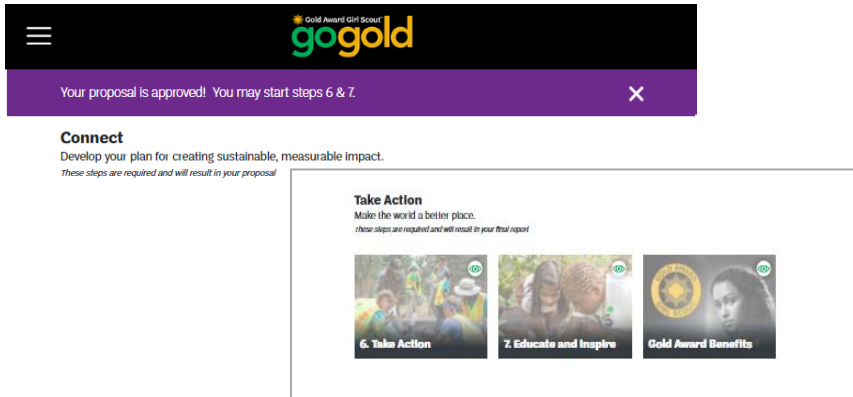 Gold Award Girl Scout
gogold
Your proposal is approved! You may start steps 6 & 7.
Connect
Develop your plan for creating sustainable, measurable impact.
These steps are required and will result in your proposal
Take Action
Make the world a better place.
These steps are required and will result in your final report
6. Take Action
7. Educate and Inspire
Gold Award Benefits